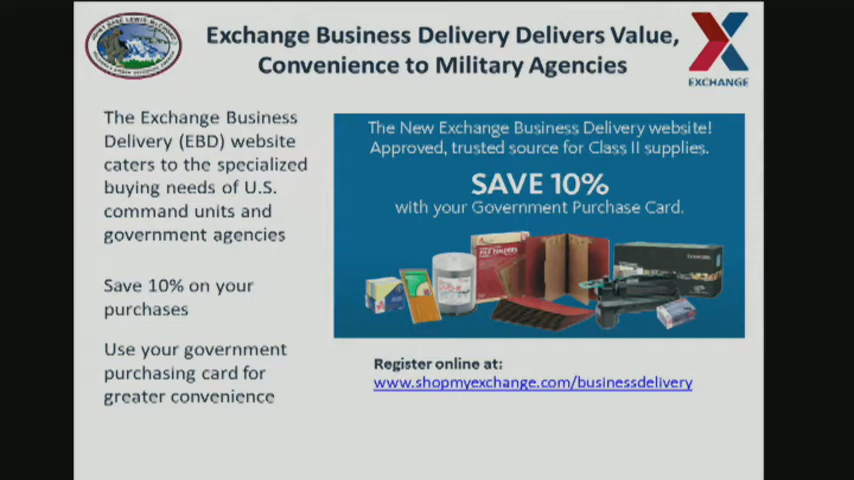 Exchange Business Delivery Delivers Value,
Convenience to Military Agencies
EXCHANGE
The Exchange Business
Delivery (EBD) website
caters to the specialized
buying needs of U.S.
command units and
government agencies
Save 10% on your
purchases
Use your government
purchasing card for
greater convenience
The New Exchange Business Delivery website!
Approved, trusted source for Class II supplies.
SAVE 10%
with your Government Purchase Card.
Register online at:
www.shopmyexchange.com/businessdelivery